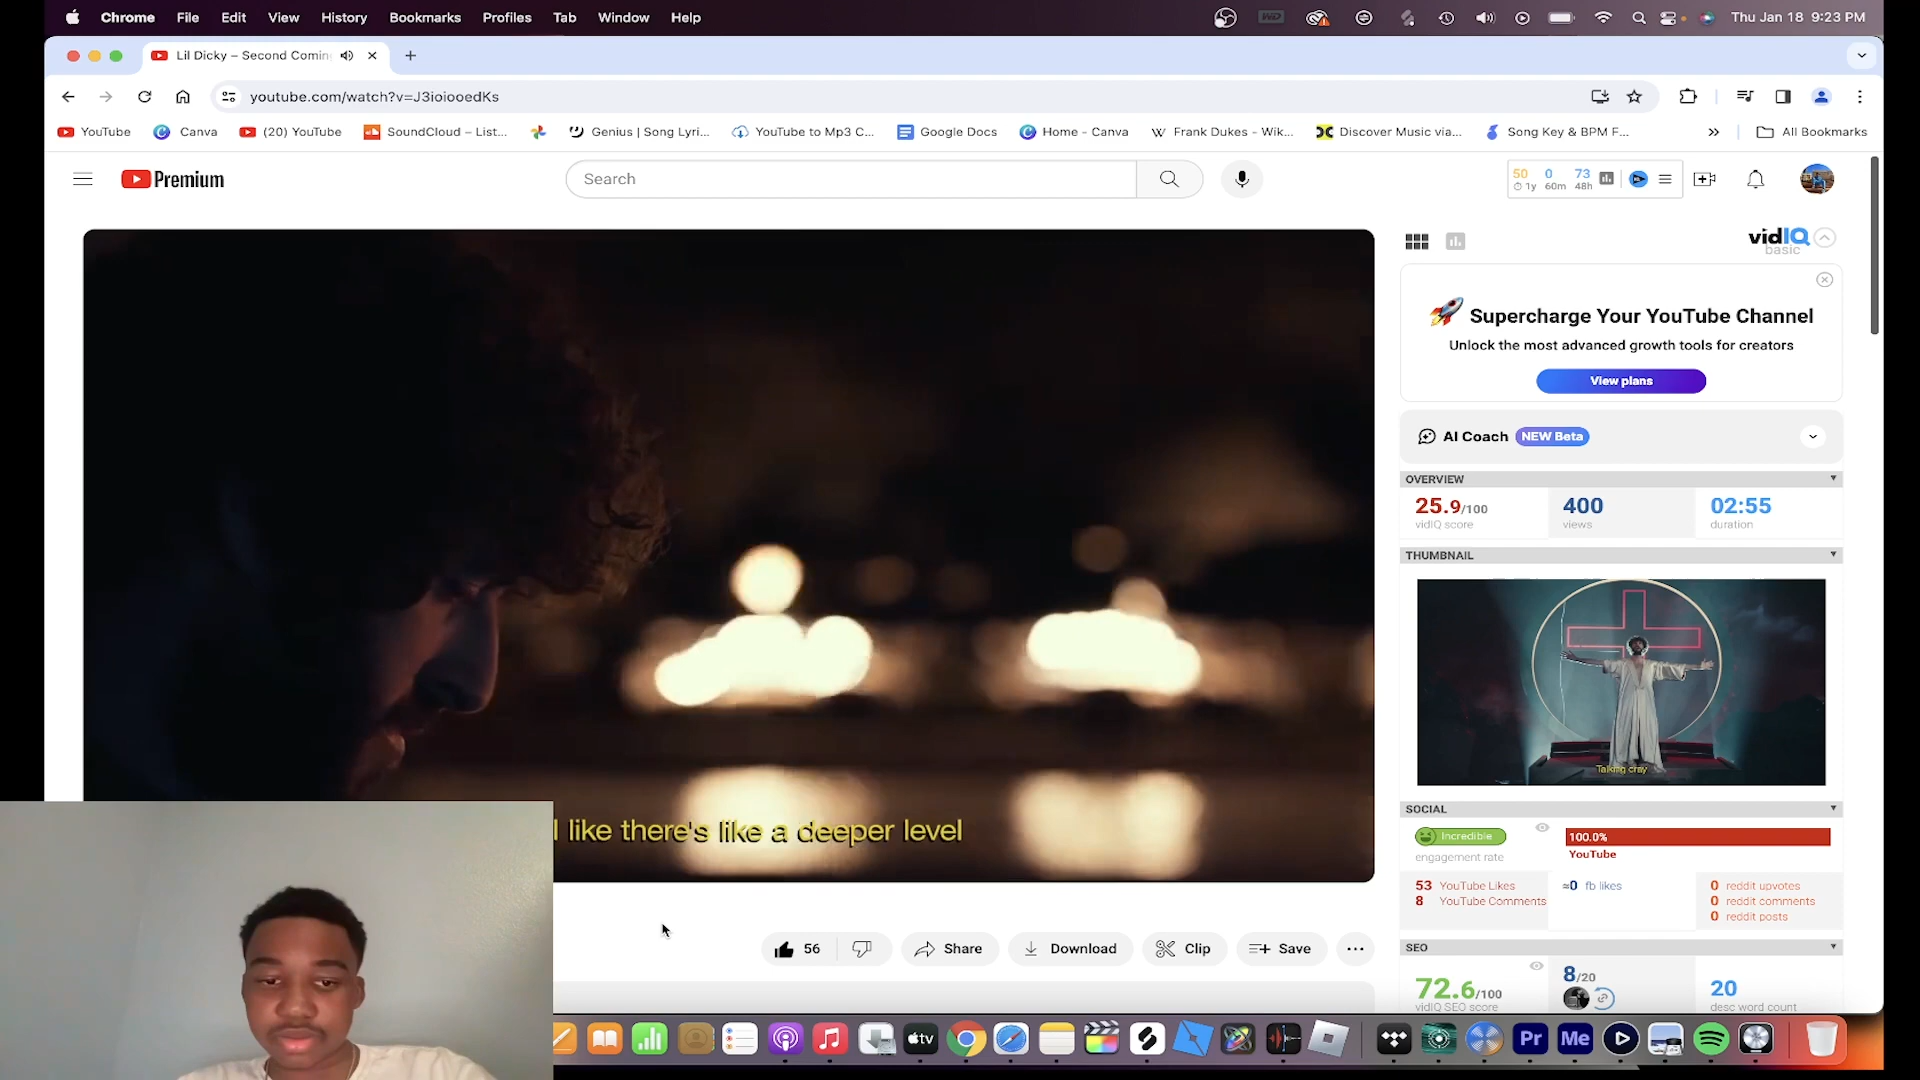 Chrome File Edit View History Bookmarks Profiles Tab Window Help Thu Jan 18 9:23 PM
Lil Dicky – Second Comin
youtube.com/watch?v=J3ioiooedKs
YouTube Canva (20) YouTube SoundCloud – List... Genius | Song Lyri... YouTube to Mp3 C... Google Docs Home - Canva Frank Dukes - Wik... Discover Music via... Song Key & BPM F... » All Bookmarks
Premium
Search
50 0 73
1y 60m 48h
vidIQ
basic
Supercharge Your YouTube Channel
Unlock the most advanced growth tools for creators
View plans
AI Coach NEW Beta
OVERVIEW
25.9/100 400 02:55
vidIQ score views duration
THUMBNAIL
Talking cray
SOCIAL
Incredible 100.0%
engagement rate YouTube
53 YouTube Likes ≈0 fb likes 0 reddit upvotes
8 YouTube Comments 0 reddit comments
0 reddit posts
SEO
72.6/100 8/20 20
vidIQ SEO score desc word count
l like there's like a deeper level
56 Share Download Clip Save
tv Pr Me